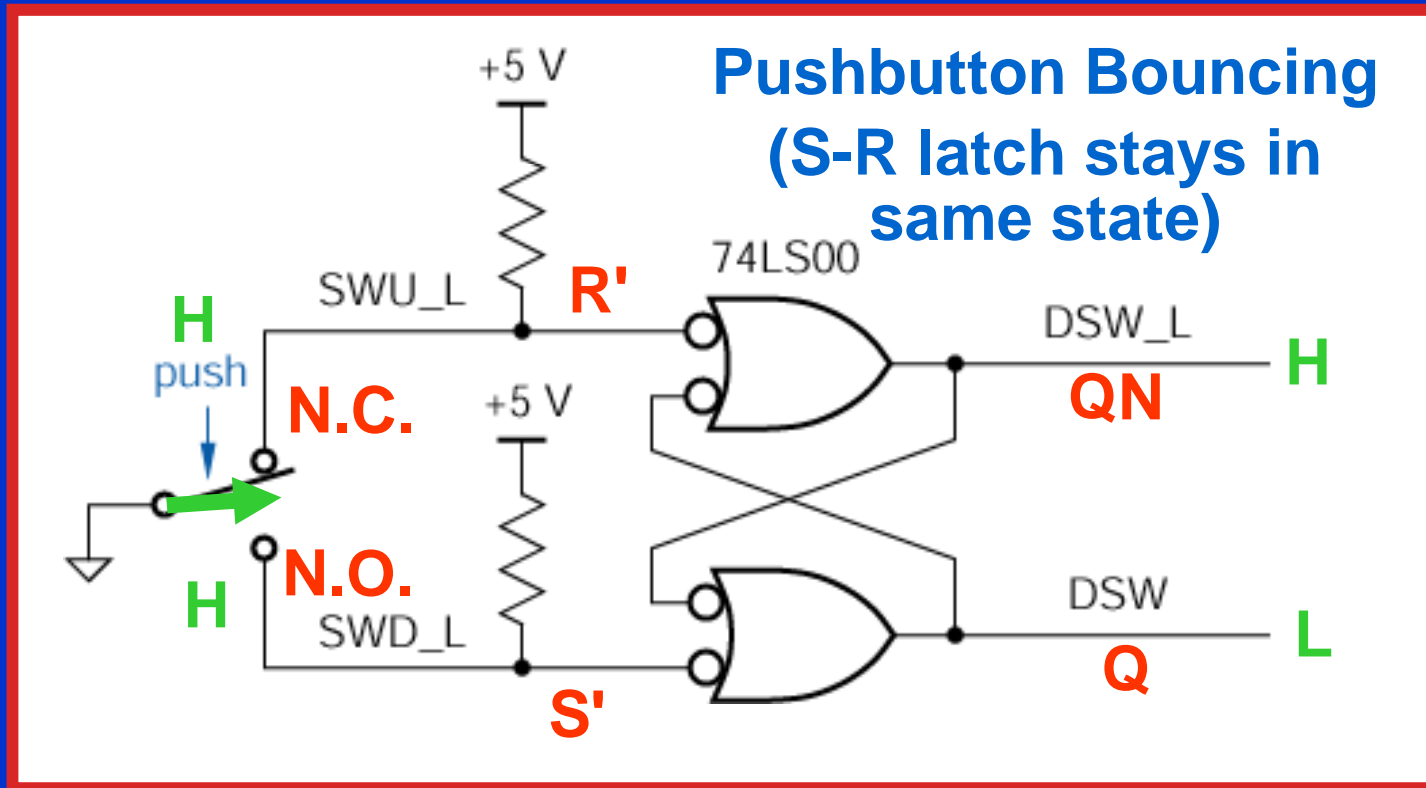 Pushbutton Bouncing
(S-R latch stays in
same state)
+5 V
74LS00
SWU_L
R'
H
push
DSW_L
H
QN
N.C.
+5 V
N.O.
H
SWD_L
S'
DSW
L
Q